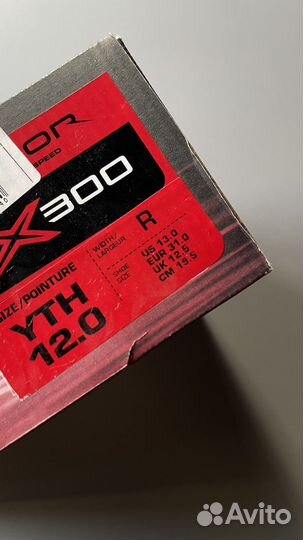 OR
SPEED
X300
SIZE/POINTURE
YTH
12.0
WIDTH/
LARGEUR
R
SHOE
SIZE
US 13.0
EUR 31.0
UK 12.5
CM 19.5
Avito